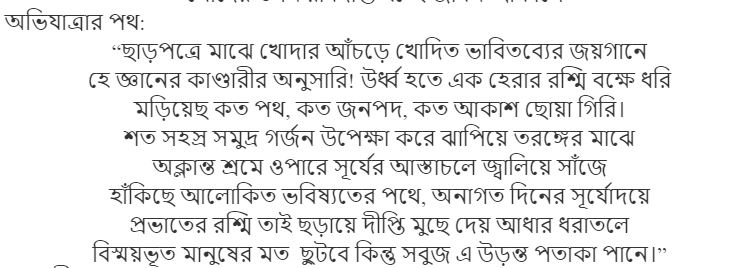 অভিযাত্রার পথ:
“ছাড়পত্রে মাঝে খোদার আঁচড়ে খোদিত ভাবিতব্যের জয়গানে
হে জ্ঞানের কাণ্ডারীর অনুসারি! উর্ধ্ব হতে এক হেরার রশ্মি বক্ষে ধরি
মড়িয়েছ কত পথ, কত জনপদ, কত আকাশ ছোয়া গিরি।
শত সহস্র সমুদ্র গর্জন উপেক্ষা করে ঝাপিয়ে তরঙ্গের মাঝে
অক্লান্ত শ্রমে ওপারে সূর্যের আস্তাচলে জ্বালিয়ে সাঁজে
হাঁকিছে আলোকিত ভবিষ্যতের পথে, অনাগত দিনের সূর্যোদয়ে
প্রভাতের রশ্মি তাই ছড়ায়ে দীপ্তি মুছে দেয় আধার ধরাতলে
বিস্ময়ভূত মানুষের মত ছুটবে কিন্তু সবুজ এ উড়ন্ত পতাকা পানে।”